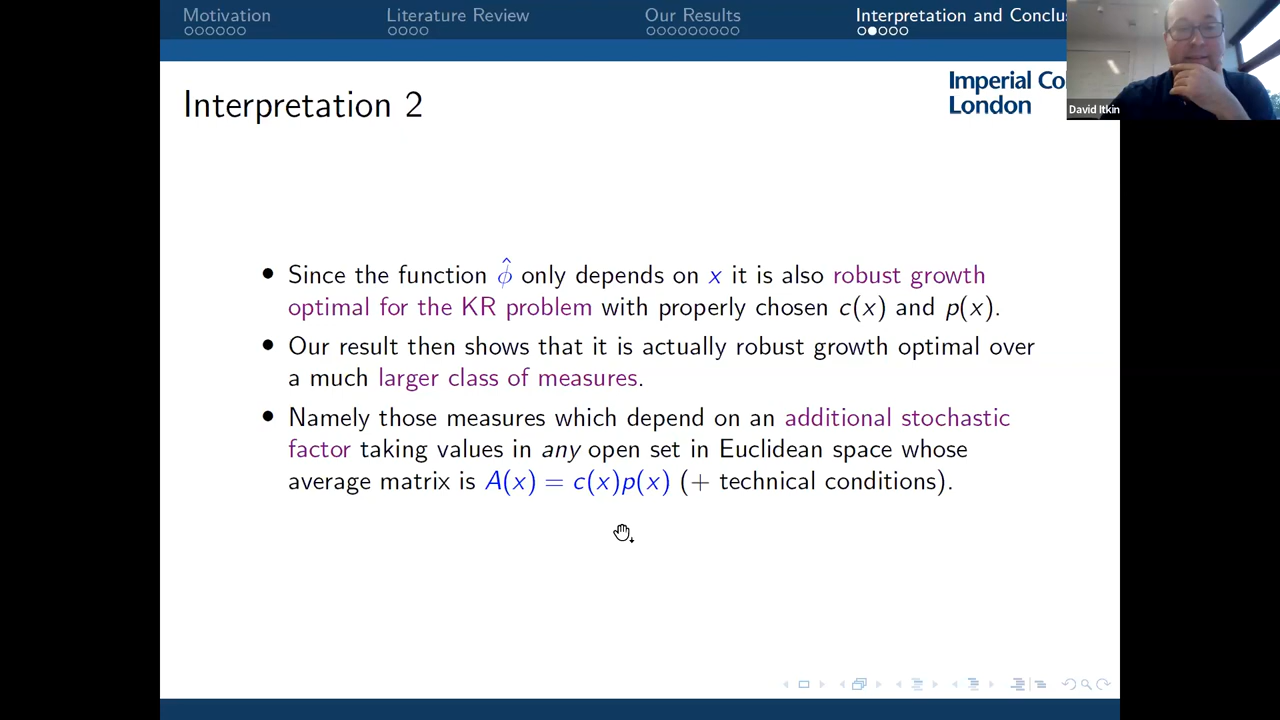 Motivation
Literature Review
Our Results
Interpretation and Conclu
Imperial Co
London
David Itkin
Interpretation 2
• Since the function φ̂ only depends on x it is also robust growth
optimal for the KR problem with properly chosen c(x) and p(x).
• Our result then shows that it is actually robust growth optimal over
a much larger class of measures.
• Namely those measures which depend on an additional stochastic
factor taking values in any open set in Euclidean space whose
average matrix is A(x) = c(x)p(x) (+ technical conditions).